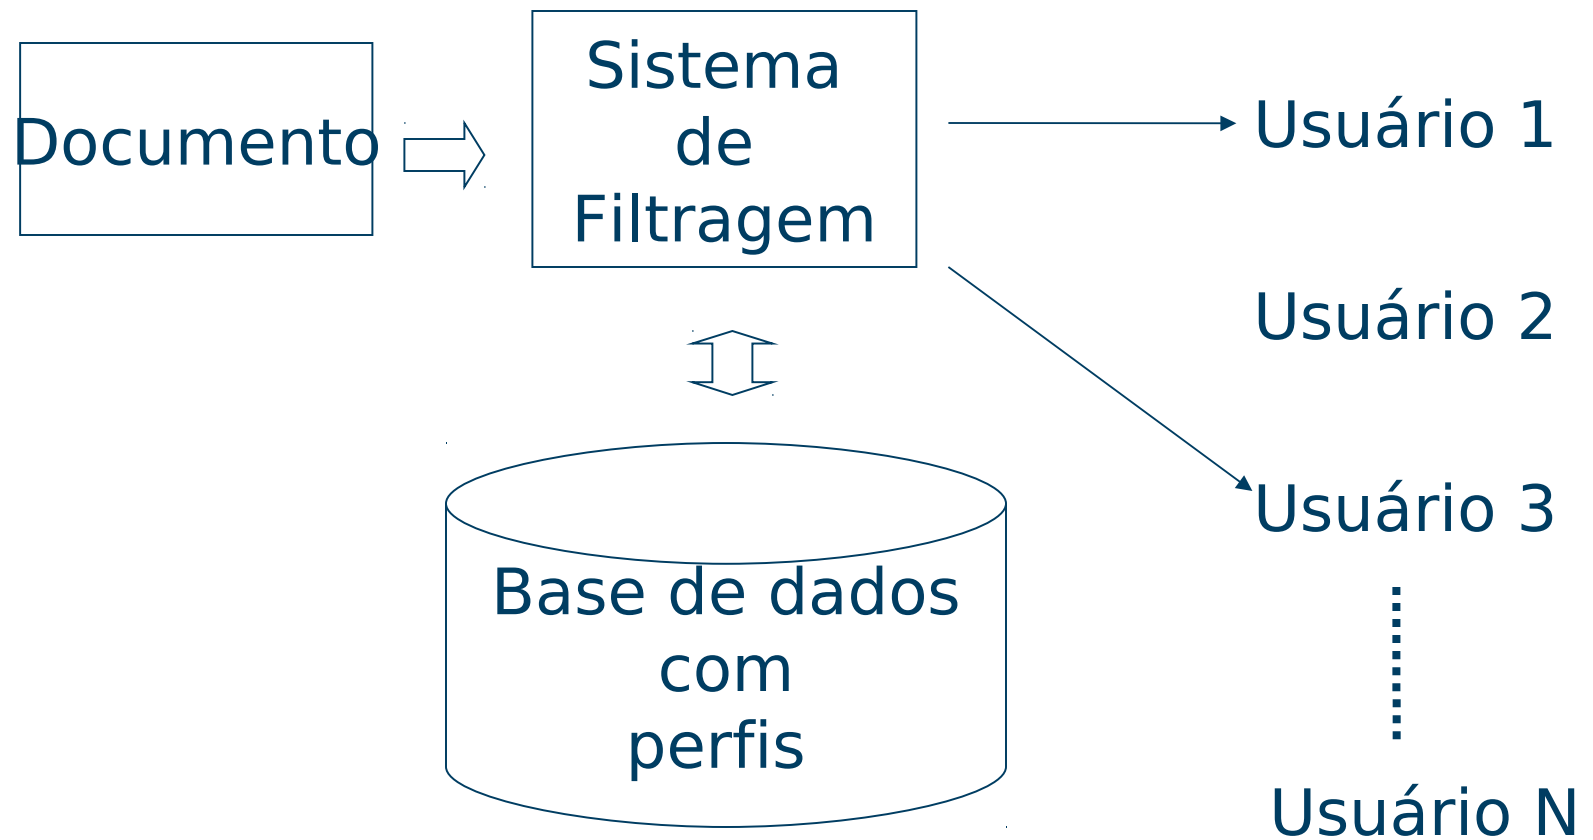 Documento
Sistema
de
Filtragem
Usuário 1
Usuário 2
Usuário 3
Base de dados
com
perfis
Usuário N